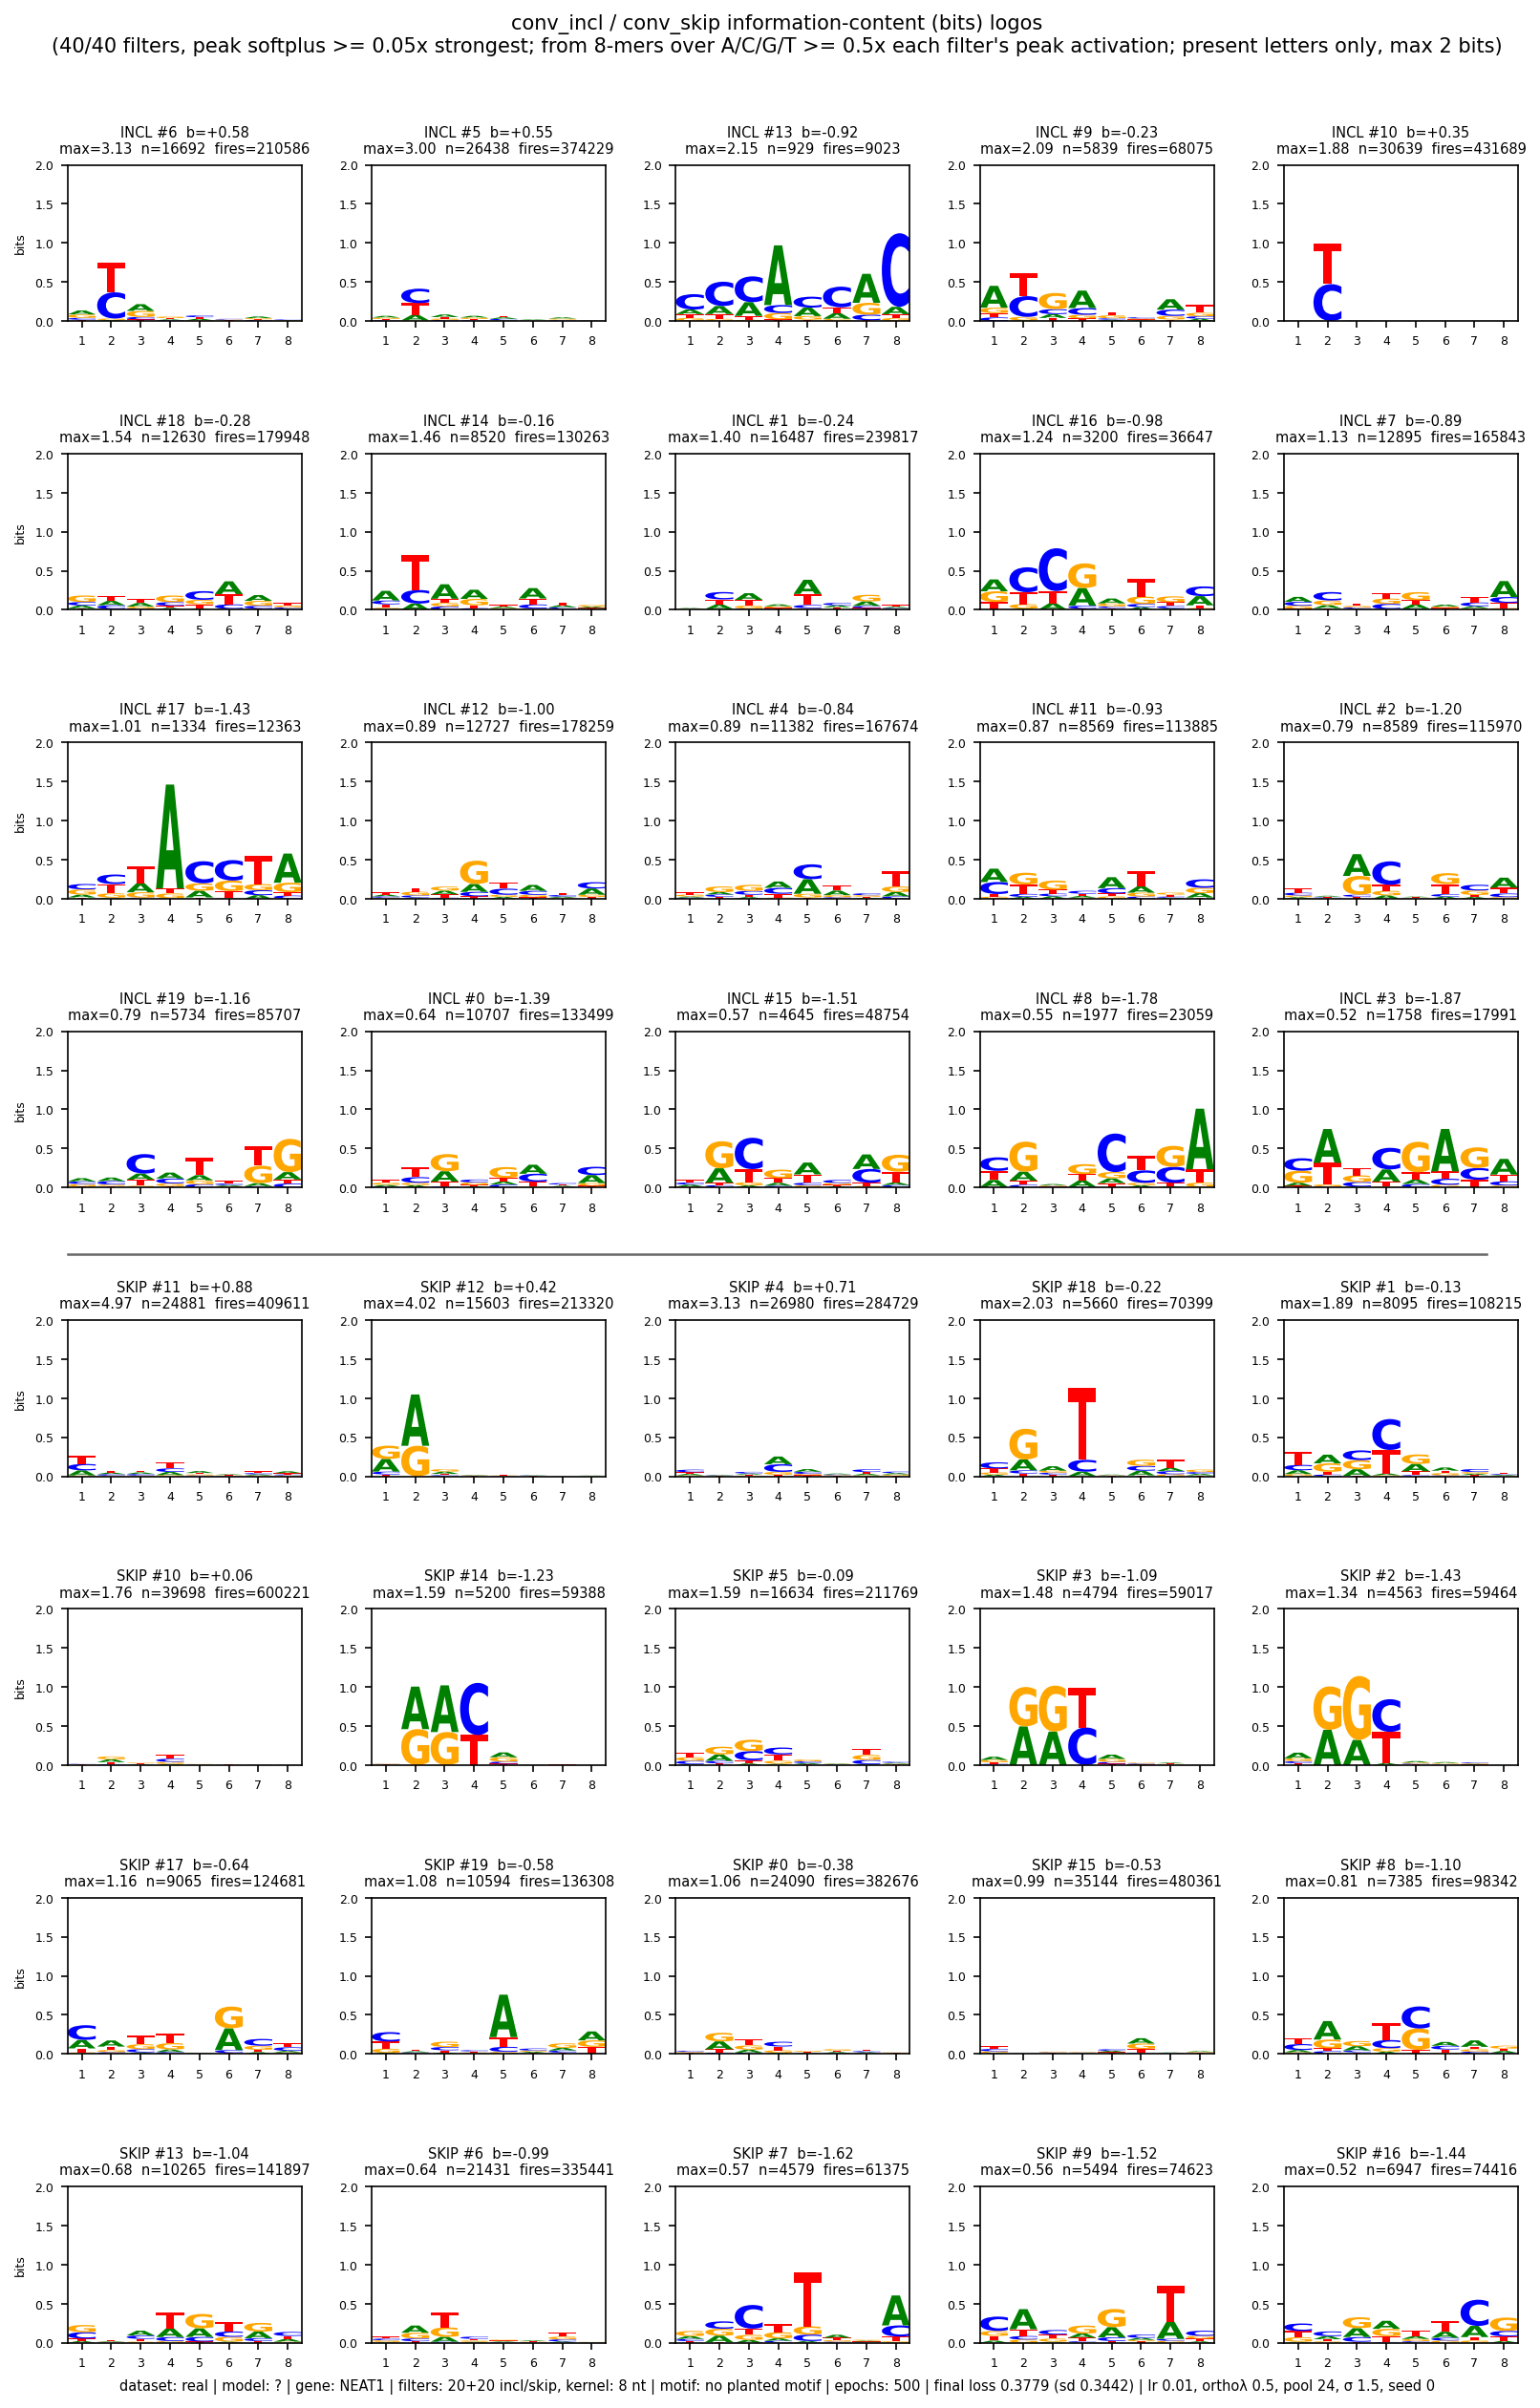 conv_incl / conv_skip information-content (bits) logos
(40/40 filters, peak softplus >= 0.05x strongest; from 8-mers over A/C/G/T >= 0.5x each filter's peak activation; present letters only, max 2 bits)
INCL #6 b=+0.58
max=3.13 n=16692 fires=210586
INCL #5 b=+0.55
max=3.00 n=26438 fires=374229
INCL #13 b=-0.92
max=2.15 n=929 fires=9023
INCL #9 b=-0.23
max=2.09 n=5839 fires=68075
INCL #10 b=+0.35
max=1.88 n=30639 fires=431689
INCL #18 b=-0.28
max=1.54 n=12630 fires=179948
INCL #14 b=-0.16
max=1.46 n=8520 fires=130263
INCL #1 b=-0.24
max=1.40 n=16487 fires=239817
INCL #16 b=-0.98
max=1.24 n=3200 fires=36647
INCL #7 b=-0.89
max=1.13 n=12895 fires=165843
INCL #17 b=-1.43
max=1.01 n=1334 fires=12363
INCL #12 b=-1.00
max=0.89 n=12727 fires=178259
INCL #4 b=-0.84
max=0.89 n=11382 fires=167674
INCL #11 b=-0.93
max=0.87 n=8569 fires=113885
INCL #2 b=-1.20
max=0.79 n=8589 fires=115970
INCL #19 b=-1.16
max=0.79 n=5734 fires=85707
INCL #0 b=-1.39
max=0.64 n=10707 fires=133499
INCL #15 b=-1.51
max=0.57 n=4645 fires=48754
INCL #8 b=-1.78
max=0.55 n=1977 fires=23059
INCL #3 b=-1.87
max=0.52 n=1758 fires=17991
SKIP #11 b=+0.88
max=4.97 n=24881 fires=409611
SKIP #12 b=+0.42
max=4.02 n=15603 fires=213320
SKIP #4 b=+0.71
max=3.13 n=26980 fires=284729
SKIP #18 b=-0.22
max=2.03 n=5660 fires=70399
SKIP #1 b=-0.13
max=1.89 n=8095 fires=108215
SKIP #10 b=+0.06
max=1.76 n=39698 fires=600221
SKIP #14 b=-1.23
max=1.59 n=5200 fires=59388
SKIP #5 b=-0.09
max=1.59 n=16634 fires=211769
SKIP #3 b=-1.09
max=1.48 n=4794 fires=59017
SKIP #2 b=-1.43
max=1.34 n=4563 fires=59464
SKIP #17 b=-0.64
max=1.16 n=9065 fires=124681
SKIP #19 b=-0.58
max=1.08 n=10594 fires=136308
SKIP #0 b=-0.38
max=1.06 n=24090 fires=382676
SKIP #15 b=-0.53
max=0.99 n=35144 fires=480361
SKIP #8 b=-1.10
max=0.81 n=7385 fires=98342
SKIP #13 b=-1.04
max=0.68 n=10265 fires=141897
SKIP #6 b=-0.99
max=0.64 n=21431 fires=335441
SKIP #7 b=-1.62
max=0.57 n=4579 fires=61375
SKIP #9 b=-1.52
max=0.56 n=5494 fires=74623
SKIP #16 b=-1.44
max=0.52 n=6947 fires=74416
dataset: real | model: ? | gene: NEAT1 | filters: 20+20 incl/skip, kernel: 8 nt | motif: no planted motif | epochs: 500 | final loss 0.3779 (sd 0.3442) | lr 0.01, orthoλ 0.5, pool 24, σ 1.5, seed 0